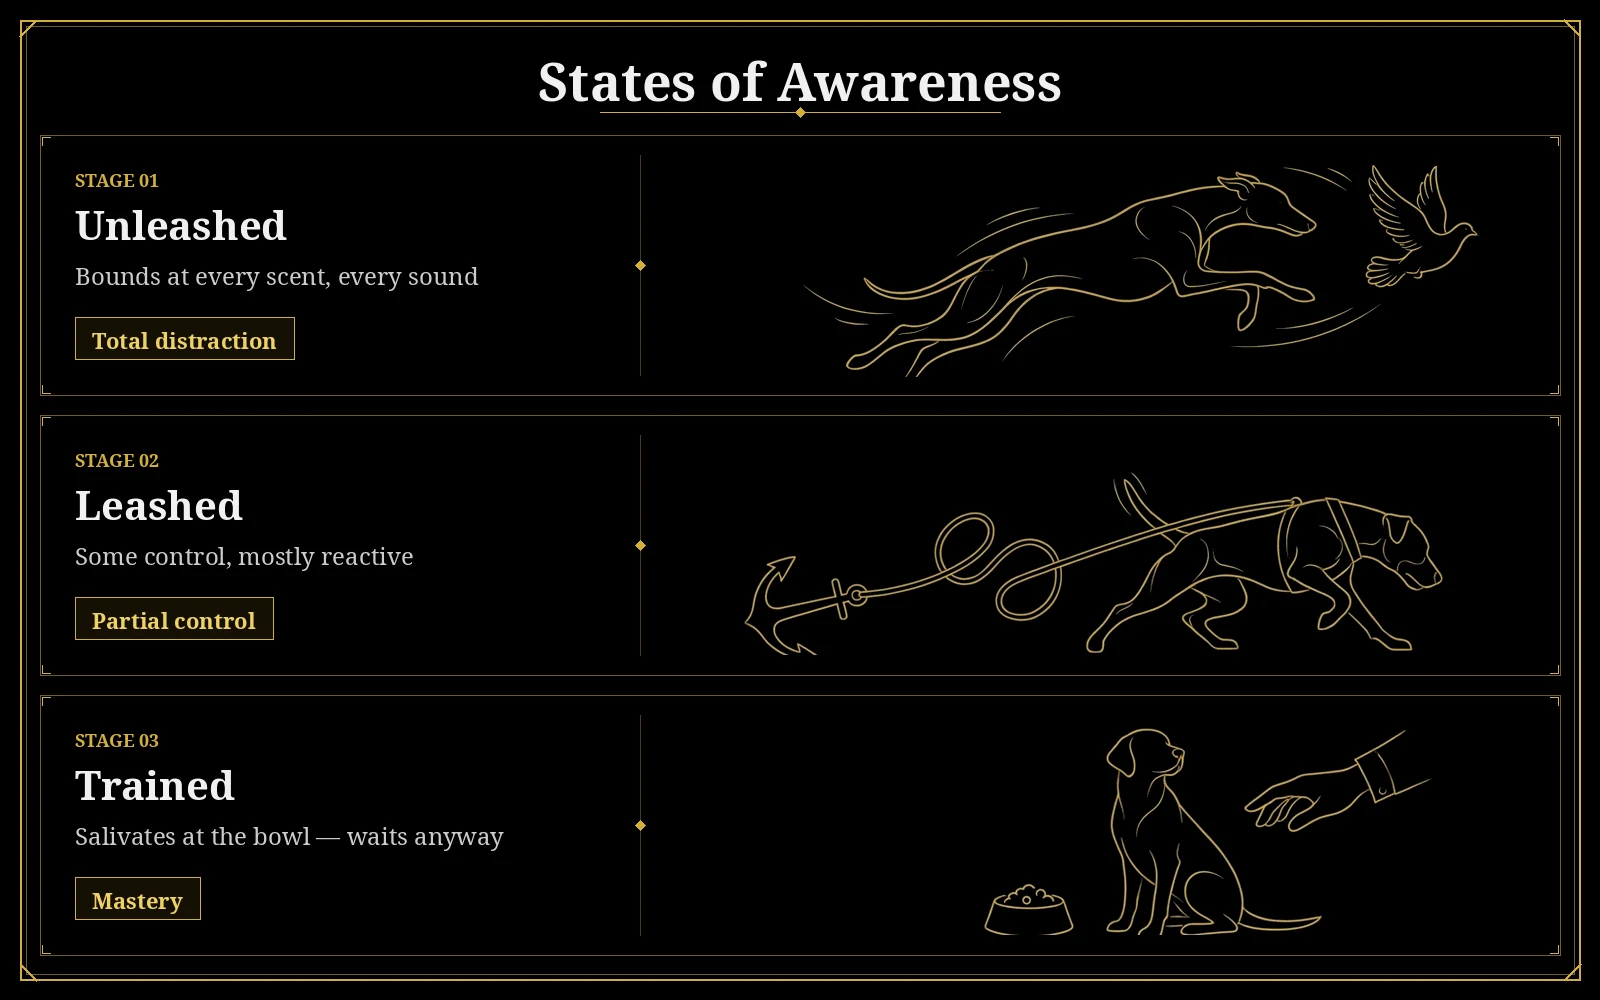 States of Awareness
STAGE 01
Unleashed
Bounds at every scent, every sound
Total distraction
STAGE 02
Leashed
Some control, mostly reactive
Partial control
STAGE 03
Trained
Salivates at the bowl — waits anyway
Mastery